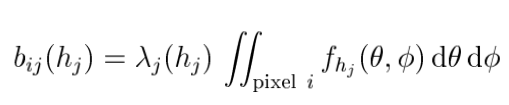 b_{ij}(h_j) = λ_j(h_j) ∬_{pixel i} f_{h_j}(θ, ϕ) dθ dϕ